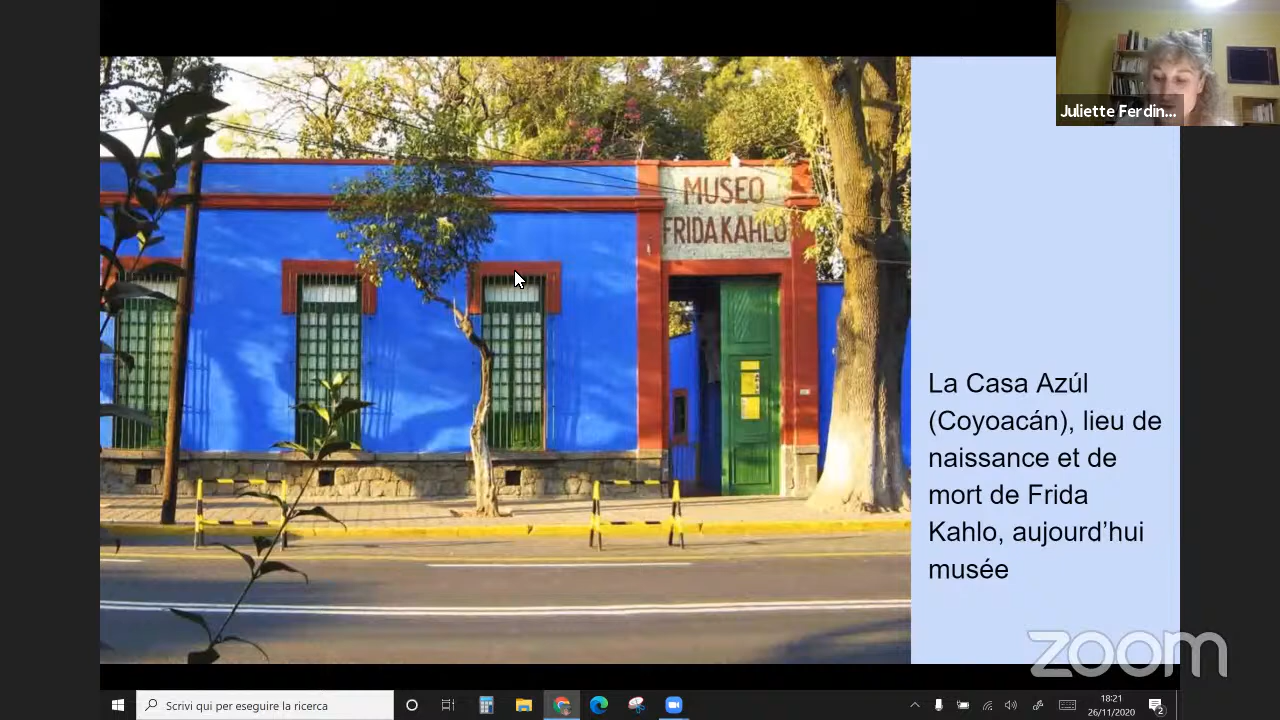 Juliette Ferdin...
MUSEO
FRIDA KAHLO
La Casa Azúl
(Coyoacán), lieu de
naissance et de
mort de Frida
Kahlo, aujourd’hui
musée
zoom
Scrivi qui per eseguire la ricerca
18:21
26/11/2020
2